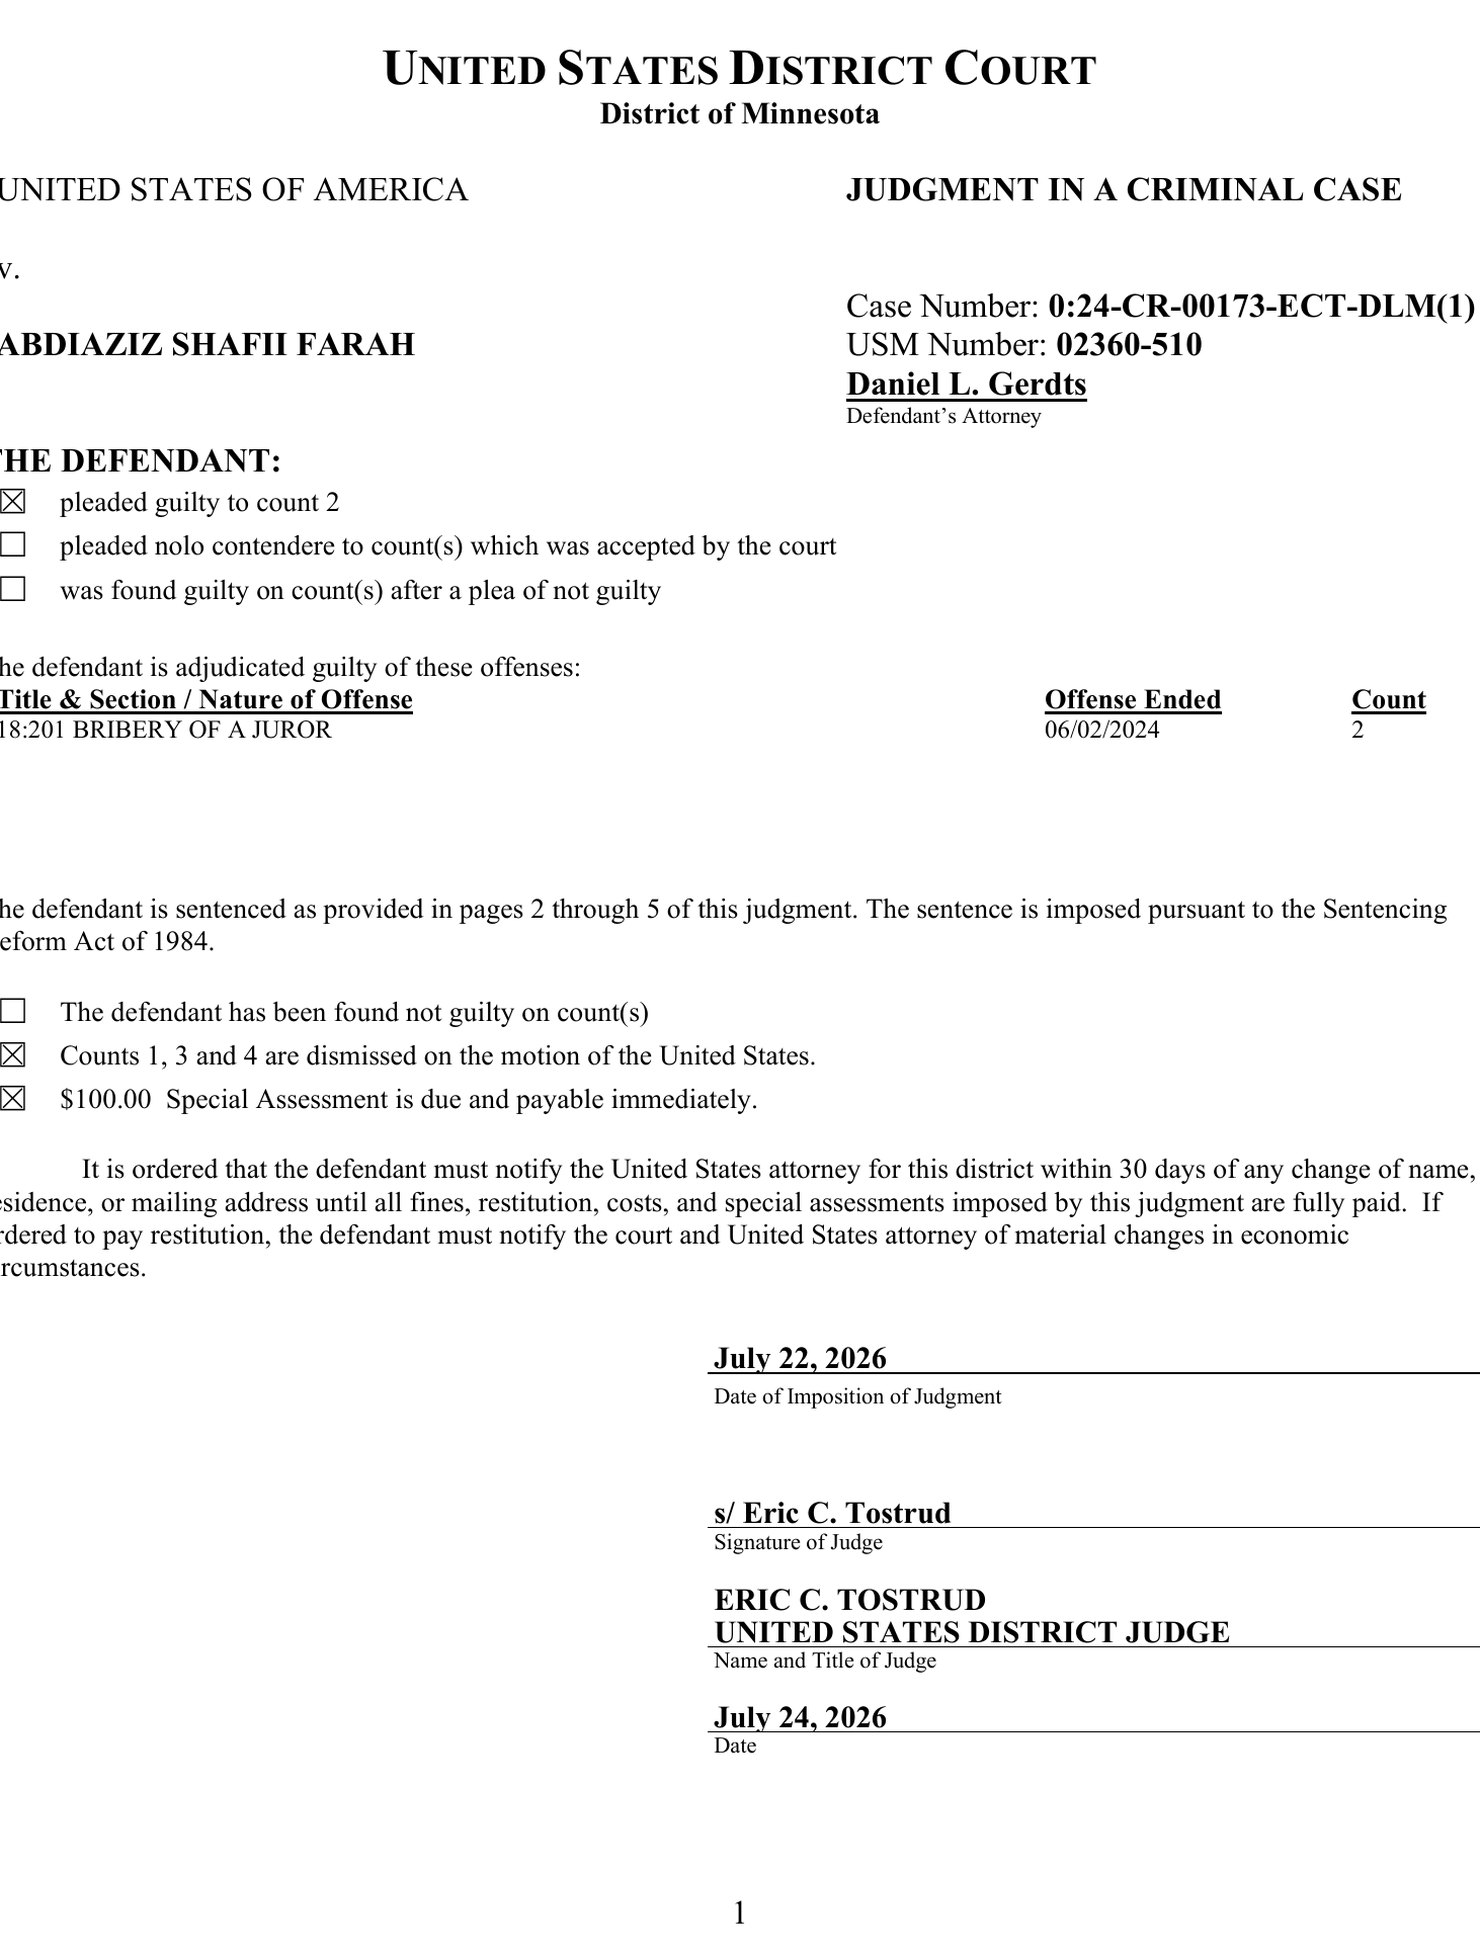 UNITED STATES DISTRICT COURT
District of Minnesota
UNITED STATES OF AMERICA
JUDGMENT IN A CRIMINAL CASE
v.
Case Number: 0:24-CR-00173-ECT-DLM(1)
ABDIAZIZ SHAFII FARAH
USM Number: 02360-510
Daniel L. Gerdts
Defendant’s Attorney
THE DEFENDANT:
☒ pleaded guilty to count 2
☐ pleaded nolo contendere to count(s) which was accepted by the court
☐ was found guilty on count(s) after a plea of not guilty
he defendant is adjudicated guilty of these offenses:
Title & Section / Nature of Offense Offense Ended Count
18:201 BRIBERY OF A JUROR 06/02/2024 2
he defendant is sentenced as provided in pages 2 through 5 of this judgment. The sentence is imposed pursuant to the Sentencing
eform Act of 1984.
☐ The defendant has been found not guilty on count(s)
☒ Counts 1, 3 and 4 are dismissed on the motion of the United States.
☒ $100.00 Special Assessment is due and payable immediately.
It is ordered that the defendant must notify the United States attorney for this district within 30 days of any change of name,
esidence, or mailing address until all fines, restitution, costs, and special assessments imposed by this judgment are fully paid. If
rdered to pay restitution, the defendant must notify the court and United States attorney of material changes in economic
rcumstances.
July 22, 2026
Date of Imposition of Judgment
s/ Eric C. Tostrud
Signature of Judge
ERIC C. TOSTRUD
UNITED STATES DISTRICT JUDGE
Name and Title of Judge
July 24, 2026
Date
1